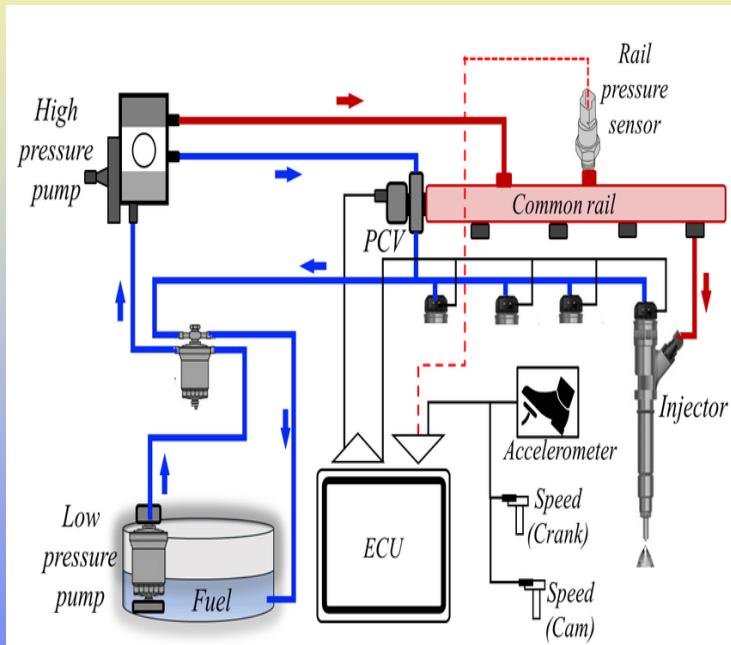 High
pressure
pump
Rail
pressure
sensor
Common rail
PCV
Injector
Accelerometer
Low
pressure
pump
Fuel
ECU
Speed
(Crank)
Speed
(Cam)